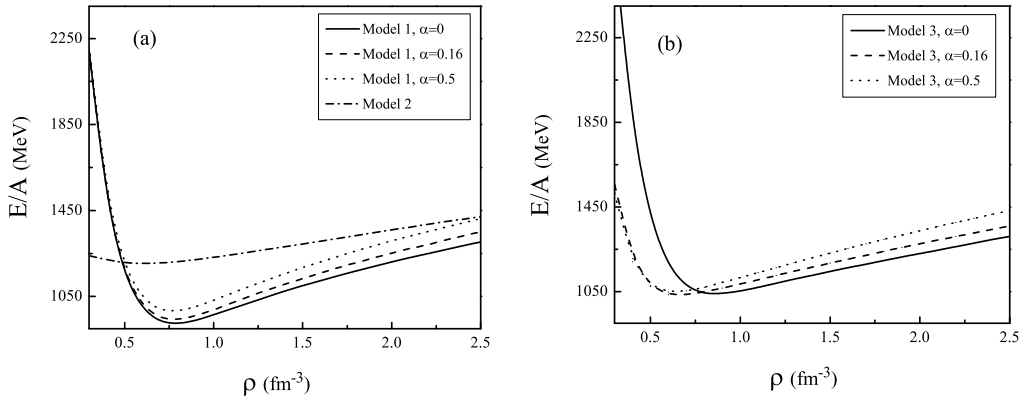 (a)
Model 1, α=0
Model 1, α=0.16
Model 1, α=0.5
Model 2
2250
1850
1450
1050
E/A (MeV)
0.5 1.0 1.5 2.0 2.5
ρ (fm-3)
(b)
Model 3, α=0
Model 3, α=0.16
Model 3, α=0.5
2250
1850
1450
1050
E/A (MeV)
0.5 1.0 1.5 2.0 2.5
ρ (fm-3)